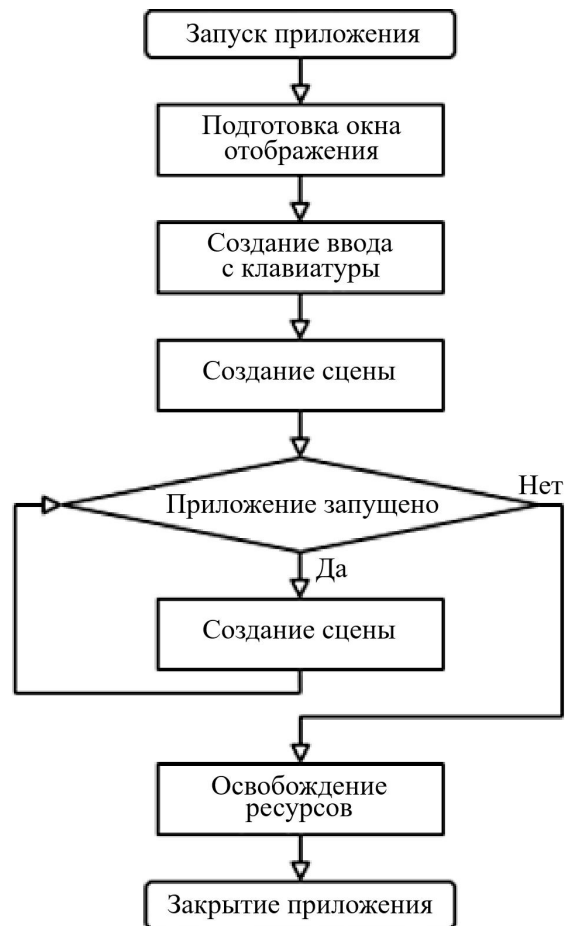 Запуск приложения
Подготовка окна
отображения
Создание ввода
с клавиатуры
Создание сцены
Приложение запущено
Нет
Да
Создание сцены
Освобождение
ресурсов
Закрытие приложения